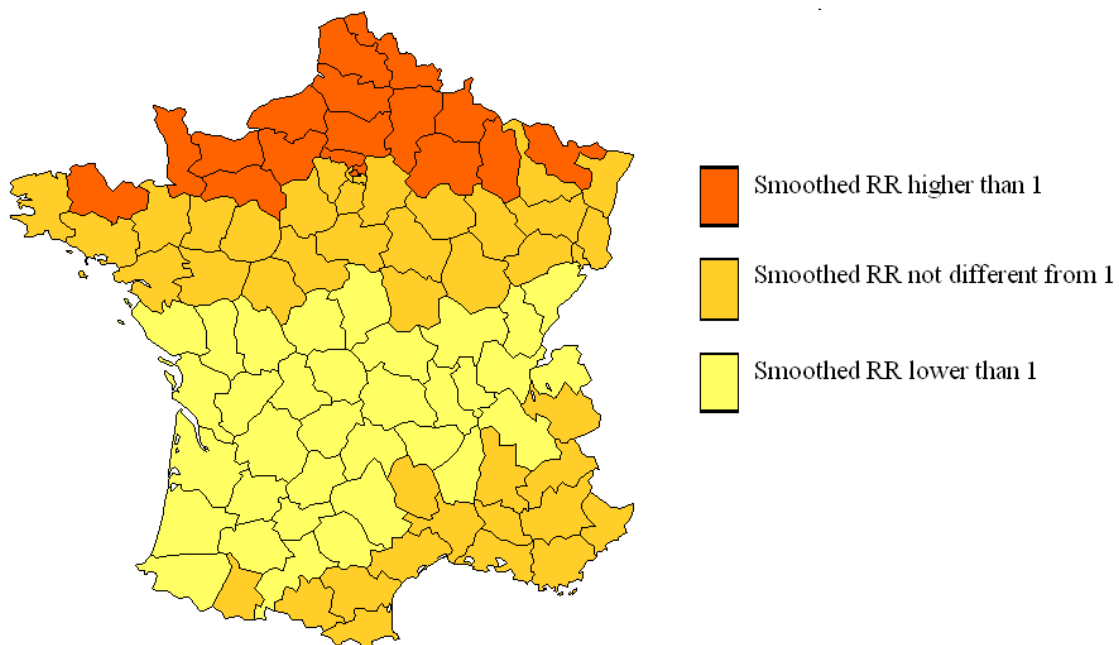 Smoothed RR higher than 1
Smoothed RR not different from 1
Smoothed RR lower than 1